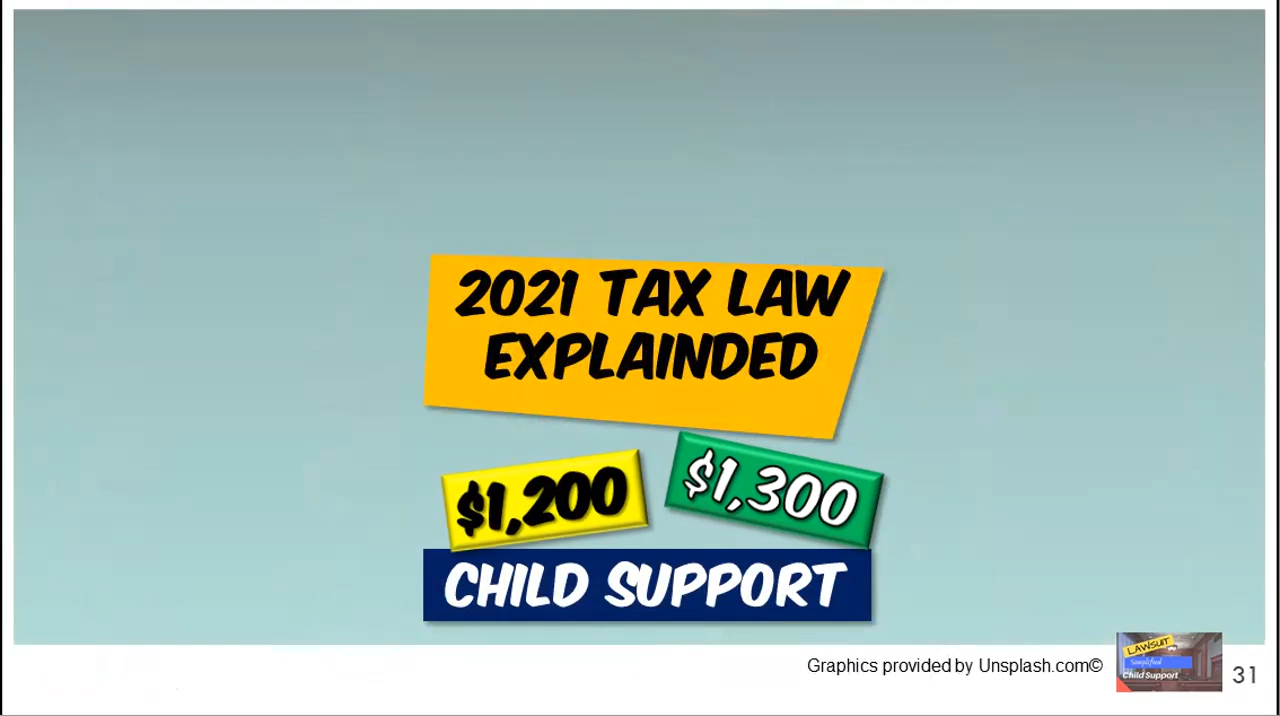 2021 TAX LAW
EXPLAINDED
$1,200
$1,300
CHILD SUPPORT
Graphics provided by Unsplash.com©
LAWSUIT
Simplified
Child Support
31